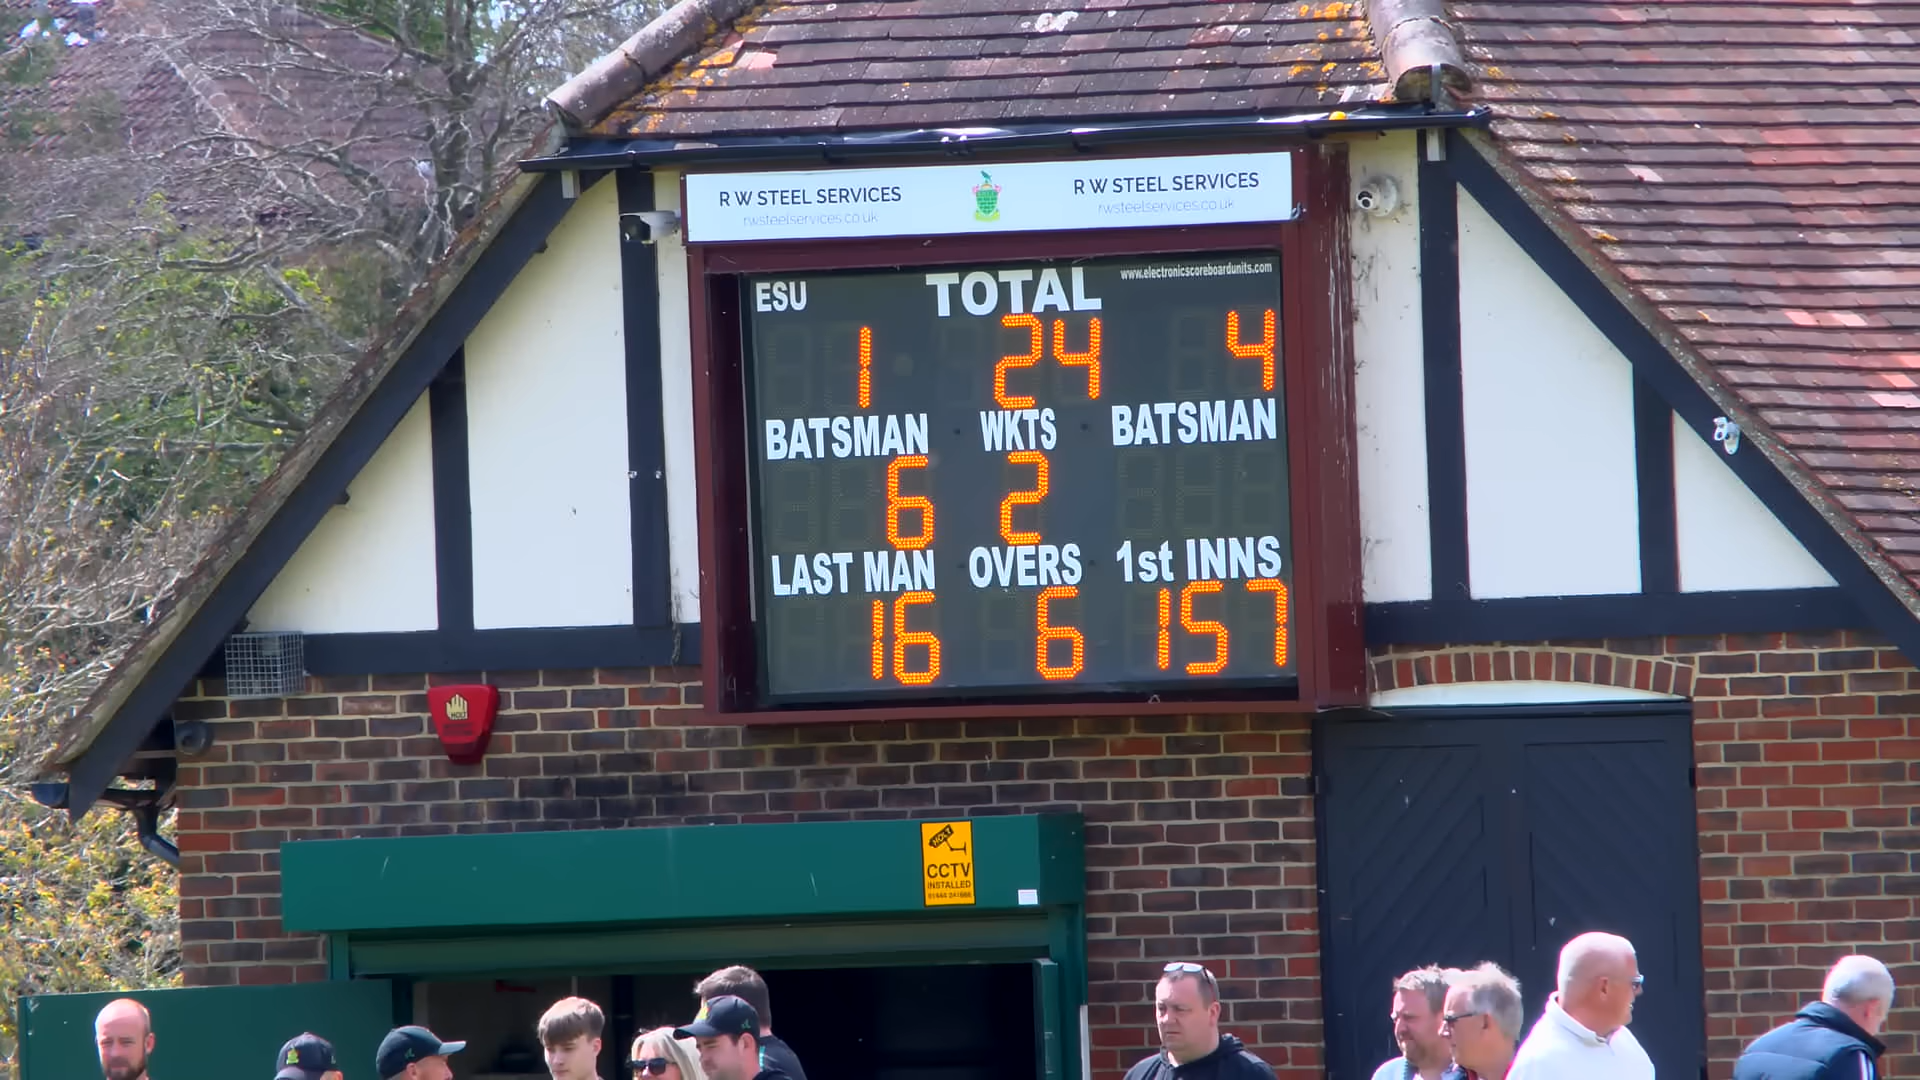 R W STEEL SERVICES R W STEEL SERVICES
rwsteelservices.co.uk rwsteelservices.co.uk
ESU TOTAL www.electronicscoreboardunits.com
1 24 4
BATSMAN WKTS BATSMAN
6 2
LAST MAN OVERS 1st INNS
16 6 157
HOLT
HOLT
CCTV
INSTALLED